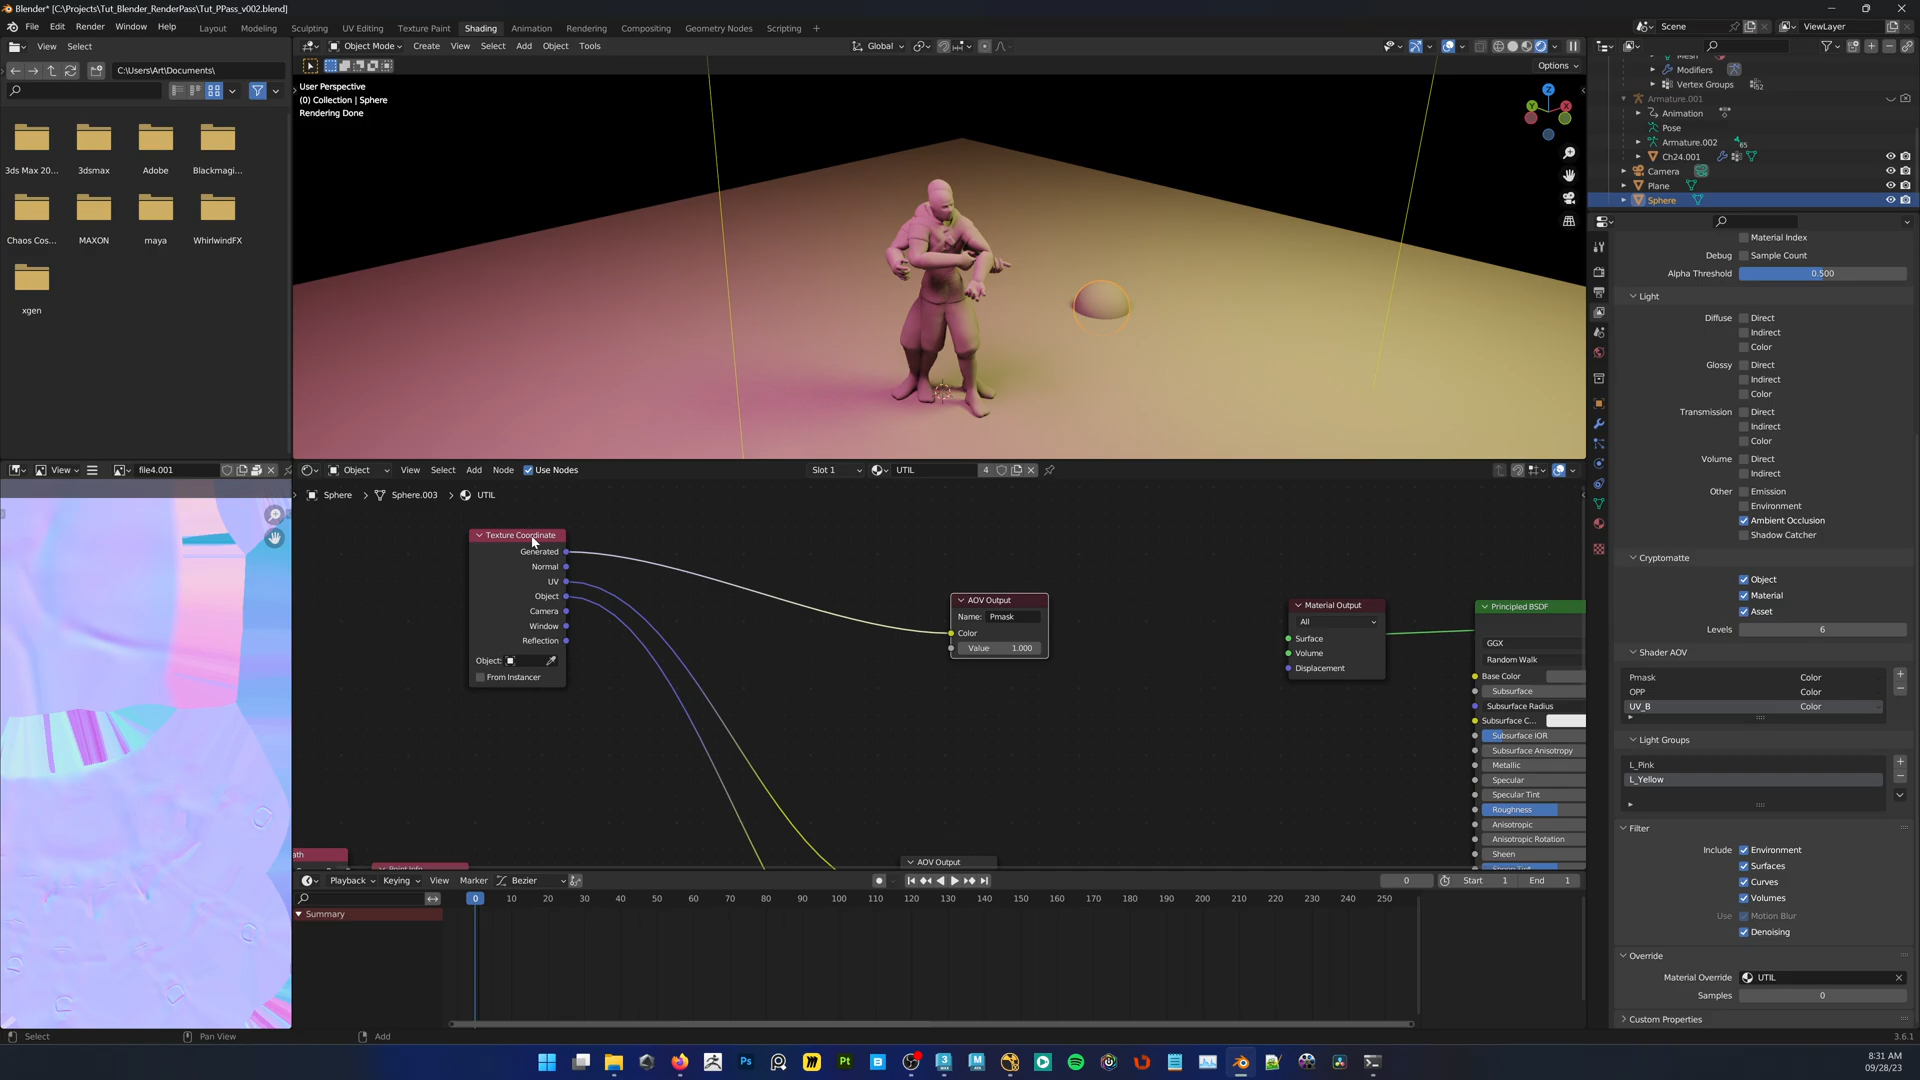 Blender* [C:\Projects\Tut_Blender_RenderPass\Tut_PPass_v002.blend]
File Edit Render Window Help Layout Modeling Sculpting UV Editing Texture Paint Shading Animation Rendering Compositing Geometry Nodes Scripting + Scene ViewLayer
View Select Object Mode Create View Select Add Object Tools Global
C:\Users\Art\Documents\ Options
User Perspective
(0) Collection | Sphere
Rendering Done
3ds Max 20... 3dsmax Adobe Blackmagi...
Chaos Cos... MAXON maya WhirlwindFX
xgen
Z
Y X
Modifiers
Vertex Groups 52
Armature.001
Animation
Pose
Armature.002 65
Ch24.001
Camera
Plane
Sphere
Material Index
Debug Sample Count
Alpha Threshold 0.500
Light
Diffuse Direct
Indirect
Color
Glossy Direct
Indirect
Color
Transmission Direct
Indirect
Color
Volume Direct
Indirect
Other Emission
Environment
Ambient Occlusion
Shadow Catcher
Cryptomatte
Object
Material
Asset
Levels 6
Shader AOV
Pmask Color
OPP Color
UV_B Color
Light Groups
L_Pink
L_Yellow
Filter
Include Environment
Surfaces
Curves
Volumes
Use Motion Blur
Denoising
Override
Material Override UTIL
Samples 0
Custom Properties
View file4.001 Object View Select Add Node Use Nodes Slot 1 UTIL 4
Sphere > Sphere.003 > UTIL
Texture Coordinate
Generated
Normal
UV
Object
Camera
Window
Reflection
Object:
From Instancer
AOV Output
Name: Pmask
Color
Value 1.000
Material Output
All
Surface
Volume
Displacement
Principled BSDF
GGX
Random Walk
Base Color
Subsurface
Subsurface Radius
Subsurface C...
Subsurface IOR
Subsurface Anisotropy
Metallic
Specular
Specular Tint
Roughness
Anisotropic
Anisotropic Rotation
Sheen
ath
AOV Output
Playback Keying View Marker Bezier 0 Start 1 End 1
0 10 20 30 40 50 60 70 80 90 100 110 120 130 140 150 160 170 180 190 200 210 220 230 240 250
Summary
Select Pan View Add 3.6.1
8:31 AM
09/28/23